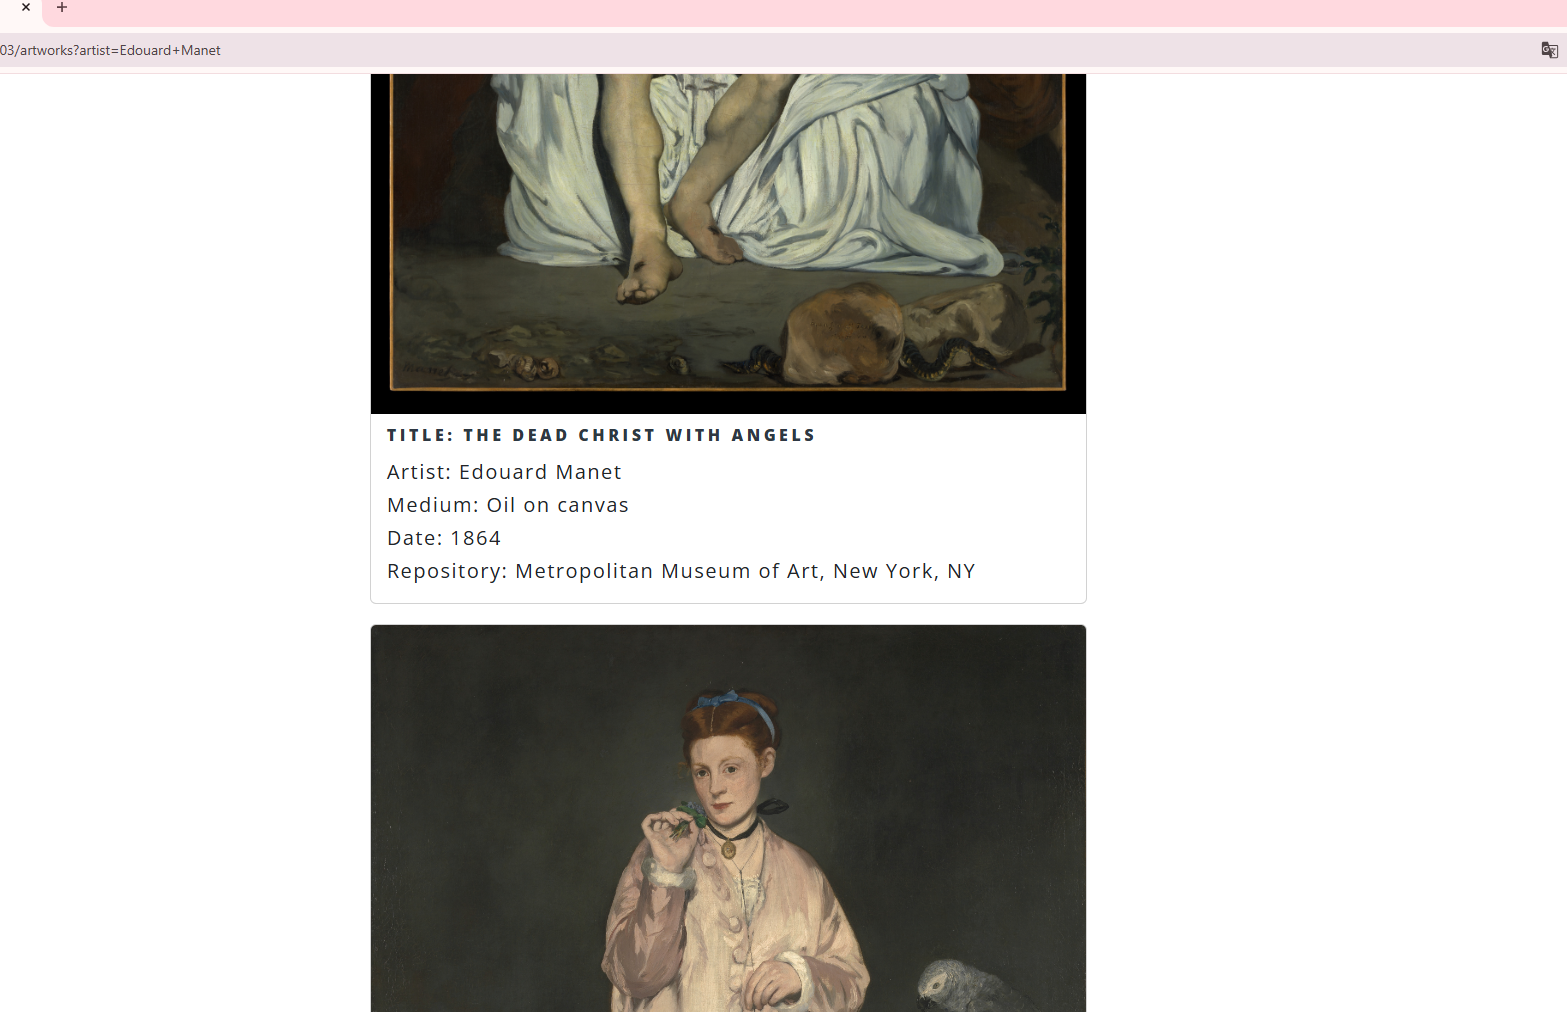 03/artworks?artist=Edouard+Manet
TITLE: THE DEAD CHRIST WITH ANGELS
Artist: Edouard Manet
Medium: Oil on canvas
Date: 1864
Repository: Metropolitan Museum of Art, New York, NY